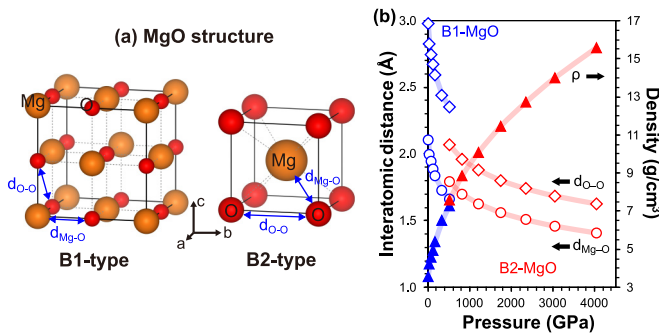 (a) MgO structure
Mg
O
d_O-O
d_Mg-O
B1-type
c
a
b
Mg
d_Mg-O
O
O
d_O-O
B2-type
(b)
B1-MgO
ρ
d_O-O
d_Mg-O
B2-MgO
Interatomic distance (Å)
3.0
2.5
2.0
1.5
1.0
0
1000
2000
3000
4000
5000
Pressure (GPa)
17
15
13
11
9
7
5
3
Density (g/cm³)